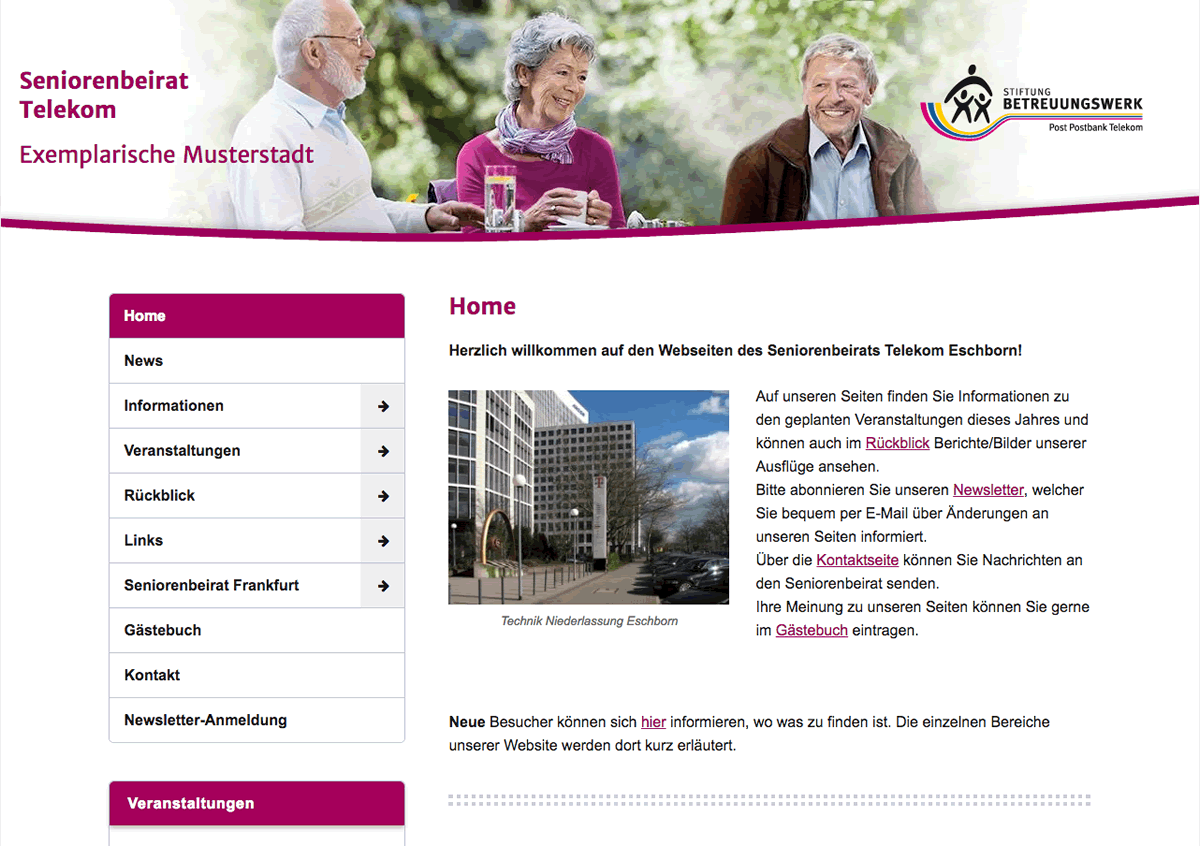 Seniorenbeirat
Telekom
Exemplarische Musterstadt
STIFTUNG
BETREUUNGSWERK
Post Postbank Telekom
Home
News
Informationen
Veranstaltungen
Rückblick
Links
Seniorenbeirat Frankfurt
Gästebuch
Kontakt
Newsletter-Anmeldung
Veranstaltungen
Home
Herzlich willkommen auf den Webseiten des Seniorenbeirats Telekom Eschborn!
Technik Niederlassung Eschborn
Auf unseren Seiten finden Sie Informationen zu
den geplanten Veranstaltungen dieses Jahres und
können auch im Rückblick Berichte/Bilder unserer
Ausflüge ansehen.
Bitte abonnieren Sie unseren Newsletter, welcher
Sie bequem per E-Mail über Änderungen an
unseren Seiten informiert.
Über die Kontaktseite können Sie Nachrichten an
den Seniorenbeirat senden.
Ihre Meinung zu unseren Seiten können Sie gerne
im Gästebuch eintragen.
Neue Besucher können sich hier informieren, wo was zu finden ist. Die einzelnen Bereiche
unserer Website werden dort kurz erläutert.